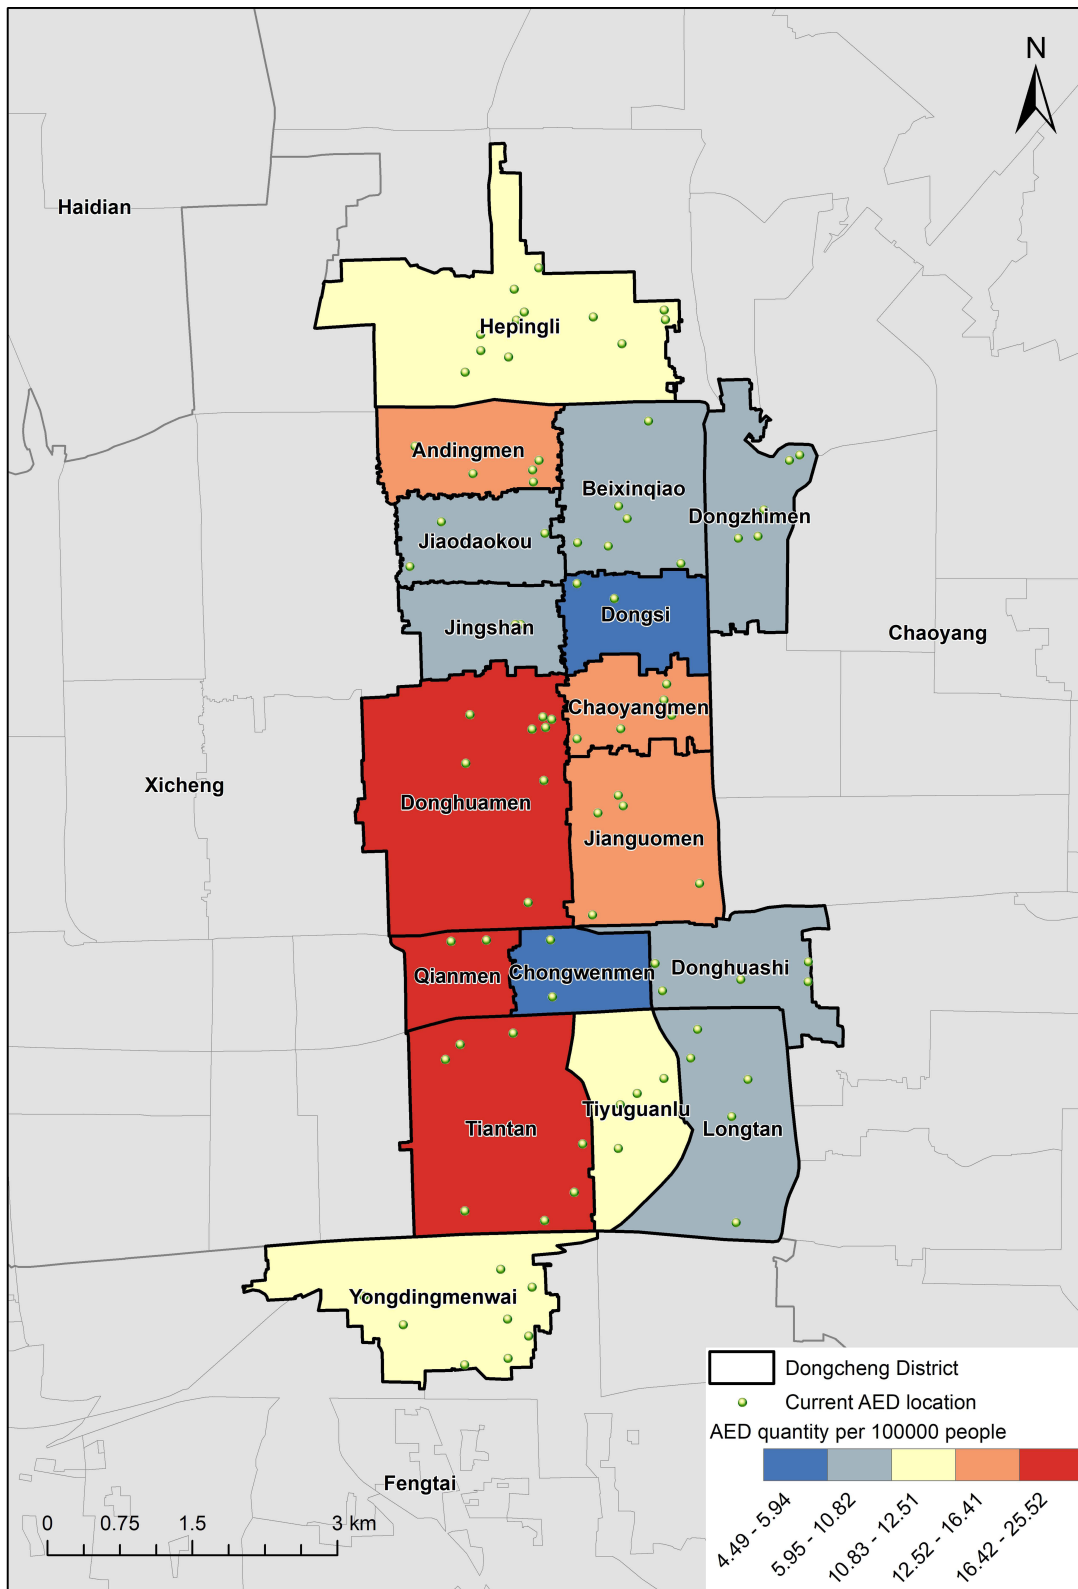 N
Haidian
Hepingli
Andingmen
Beixinqiao
Dongzhimen
Jiaodaokou
Jingshan
Dongsi
Chaoyang
Chaoyangmen
Xicheng
Donghuamen
Jianguomen
Qianmen
Chongwenmen
Donghuashi
Tiantan
Tiyuguanlu
Longtan
Yongdingmenwai
Fengtai
0 0.75 1.5 3 km
Dongcheng District
Current AED location
AED quantity per 100000 people
4.49 - 5.94
5.95 - 10.82
10.83 - 12.51
12.52 - 16.41
16.42 - 25.52